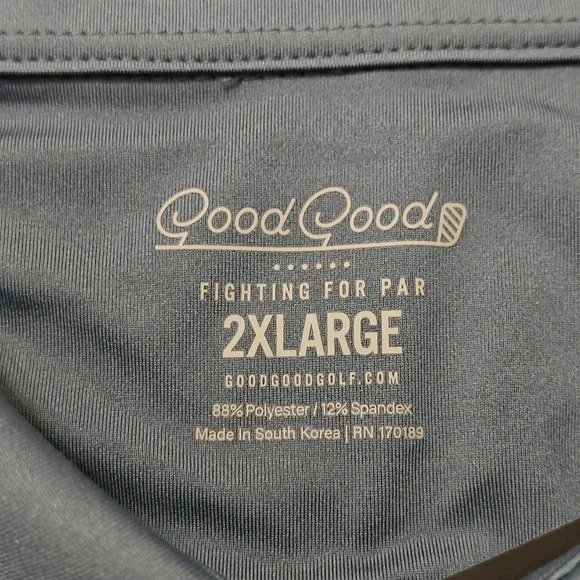 Good Good
FIGHTING FOR PAR
2XLARGE
GOODGOODGOLF.COM
88% Polyester / 12% Spandex
Made In South Korea | RN 170189